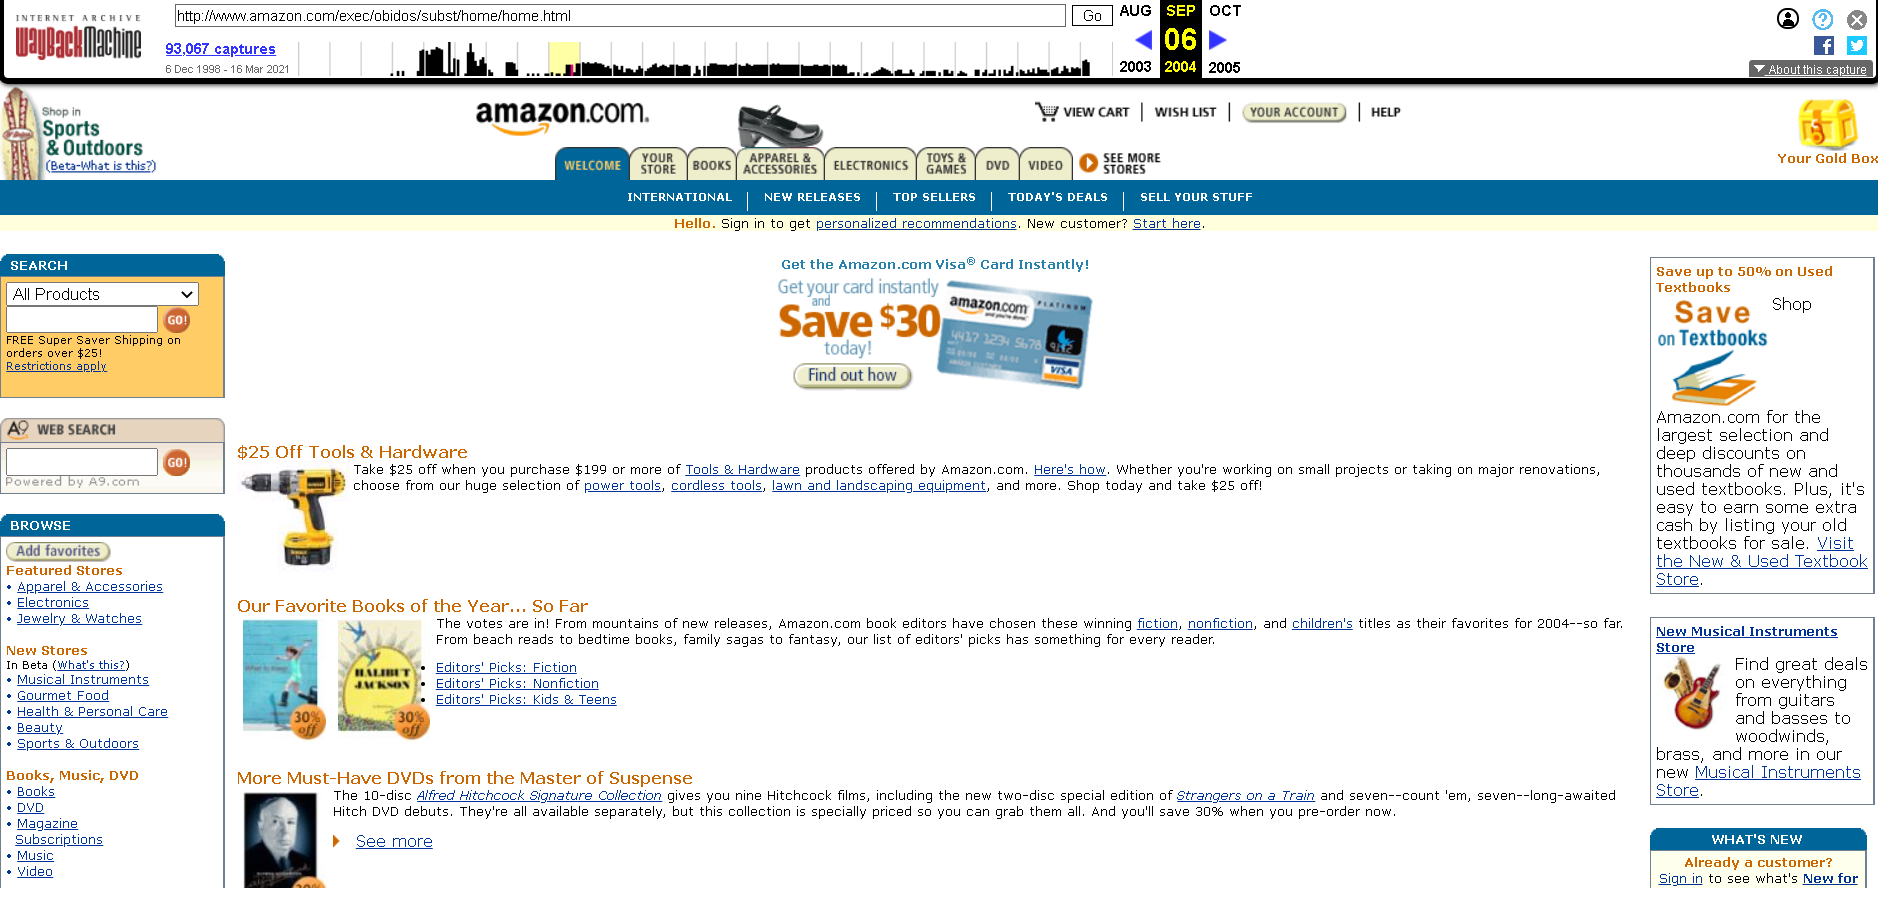 INTERNET ARCHIVE
WayBackMachine
http://www.amazon.com/exec/obidos/subst/home/home.html
Go
93,067 captures
6 Dec 1998 - 16 Mar 2021
AUG SEP OCT
06
2003 2004 2005
About this capture
Shop in
Sports
& Outdoors
(Beta-What is this?)
amazon.com.
VIEW CART | WISH LIST | YOUR ACCOUNT | HELP
Your Gold Box
WELCOME
YOUR STORE
BOOKS
APPAREL & ACCESSORIES
ELECTRONICS
TOYS & GAMES
DVD
VIDEO
SEE MORE STORES
INTERNATIONAL | NEW RELEASES | TOP SELLERS | TODAY'S DEALS | SELL YOUR STUFF
Hello. Sign in to get personalized recommendations. New customer? Start here.
SEARCH
All Products
GO!
FREE Super Saver Shipping on
orders over $25!
Restrictions apply
A9 WEB SEARCH
GO!
Powered by A9.com
BROWSE
Add favorites
Featured Stores
• Apparel & Accessories
• Electronics
• Jewelry & Watches
New Stores
In Beta (What's this?)
• Musical Instruments
• Gourmet Food
• Health & Personal Care
• Beauty
• Sports & Outdoors
Books, Music, DVD
• Books
• DVD
• Magazine
Subscriptions
• Music
• Video
Get the Amazon.com Visa® Card Instantly!
Get your card instantly
and
Save $30
today!
Find out how
amazon.com
and you're done.
PLATINUM
4417 1234 5678 9112
VISA
$25 Off Tools & Hardware
Take $25 off when you purchase $199 or more of Tools & Hardware products offered by Amazon.com. Here's how. Whether you're working on small projects or taking on major renovations,
choose from our huge selection of power tools, cordless tools, lawn and landscaping equipment, and more. Shop today and take $25 off!
Our Favorite Books of the Year... So Far
HALIBUT
JACKSON
30%
off
30%
off
The votes are in! From mountains of new releases, Amazon.com book editors have chosen these winning fiction, nonfiction, and children's titles as their favorites for 2004--so far.
From beach reads to bedtime books, family sagas to fantasy, our list of editors' picks has something for every reader.
• Editors' Picks: Fiction
• Editors' Picks: Nonfiction
• Editors' Picks: Kids & Teens
More Must-Have DVDs from the Master of Suspense
The 10-disc Alfred Hitchcock Signature Collection gives you nine Hitchcock films, including the new two-disc special edition of Strangers on a Train and seven--count 'em, seven--long-awaited
Hitch DVD debuts. They're all available separately, but this collection is specially priced so you can grab them all. And you'll save 30% when you pre-order now.
See more
Save up to 50% on Used
Textbooks
Save
on Textbooks
Shop
Amazon.com for the
largest selection and
deep discounts on
thousands of new and
used textbooks. Plus, it's
easy to earn some extra
cash by listing your old
textbooks for sale. Visit
the New & Used Textbook
Store.
New Musical Instruments
Store
Find great deals
on everything
from guitars
and basses to
woodwinds,
brass, and more in our
new Musical Instruments
Store.
WHAT'S NEW
Already a customer?
Sign in to see what's New for